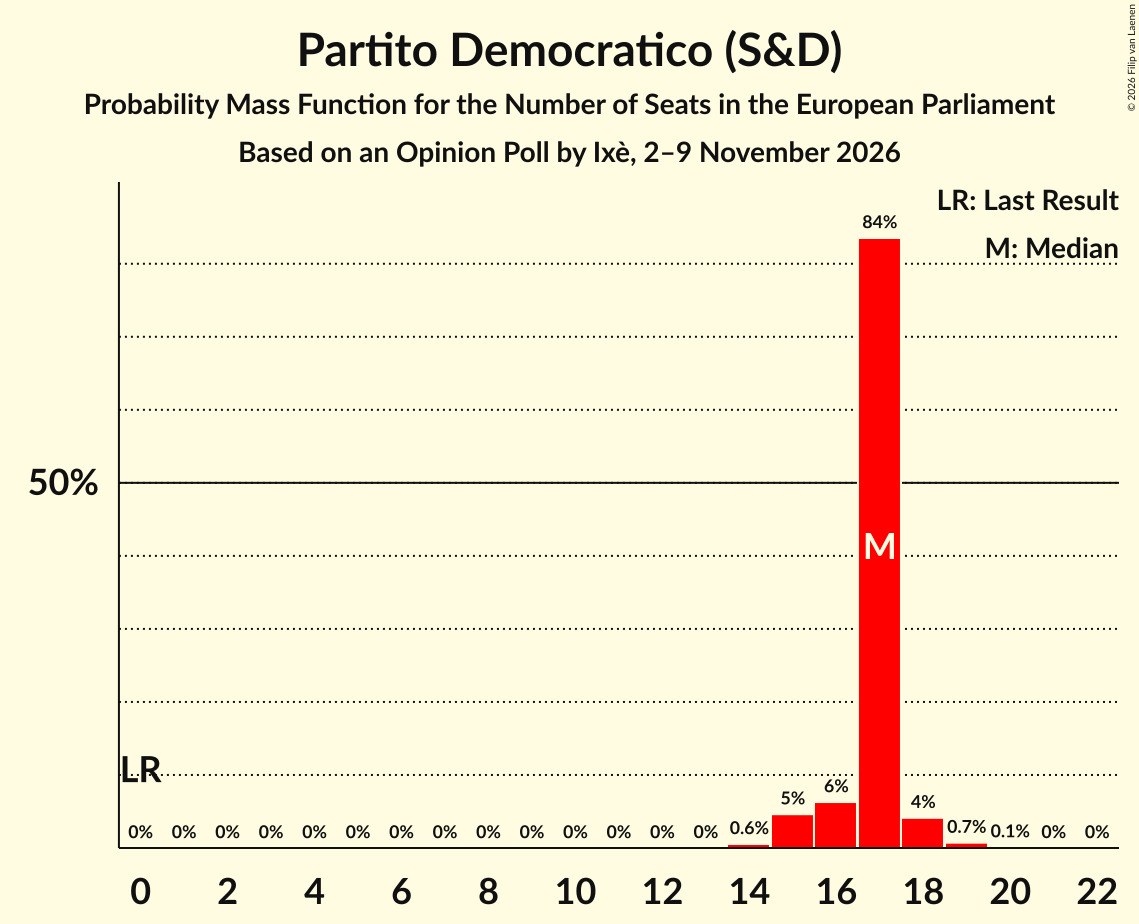 © 2026 Filip van Laenen
Partito Democratico (S&D)
Probability Mass Function for the Number of Seats in the European Parliament
Based on an Opinion Poll by Ixè, 2–9 November 2026
LR: Last Result
M: Median
84%
50%
M
LR
0% 0% 0% 0% 0% 0% 0% 0% 0% 0% 0% 0% 0% 0% 0.6% 5% 6% 4% 0.7% 0.1% 0% 0%
0 2 4 6 8 10 12 14 16 18 20 22